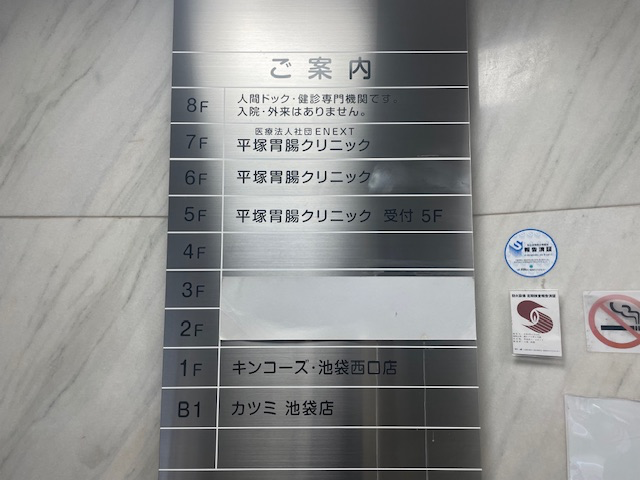 ご案内
8F 人間ドック・健診専門機関です。
入院・外来はありません。
医療法人社団ENEXT
7F 平塚胃腸クリニック
6F 平塚胃腸クリニック
5F 平塚胃腸クリニック 受付 5F
4F
3F
2F
1F キンコーズ・池袋西口店
B1 カツミ 池袋店
報告済証